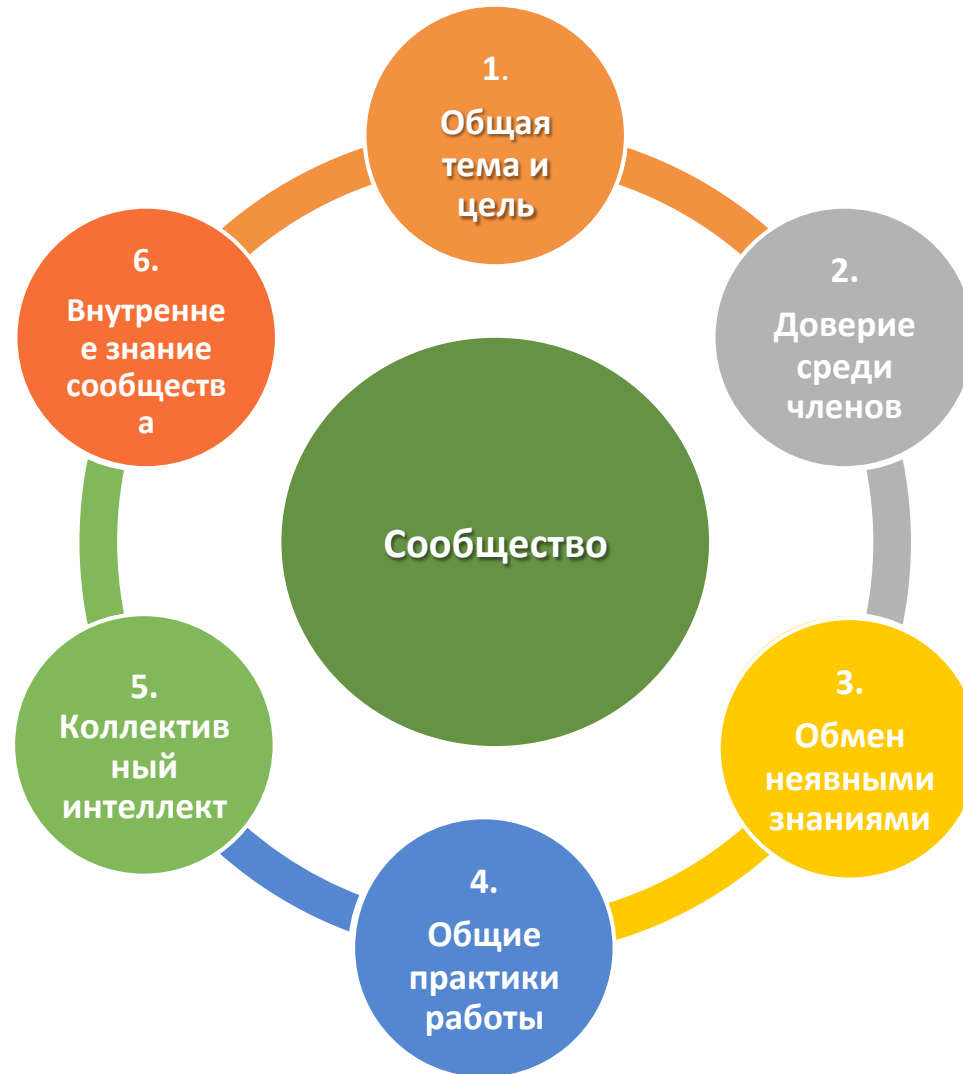 1.
Общая
тема и
цель
2.
Доверие
среди
членов
3.
Обмен
неявными
знаниями
4.
Общие
практики
работы
5.
Коллектив
ный
интеллект
6.
Внутренне
е знание
сообществ
а
Сообщество